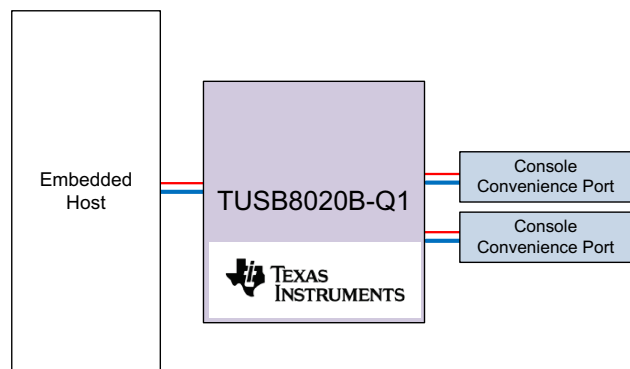 Embedded
Host
TUSB8020B-Q1
TEXAS
INSTRUMENTS
Console
Convenience Port
Console
Convenience Port